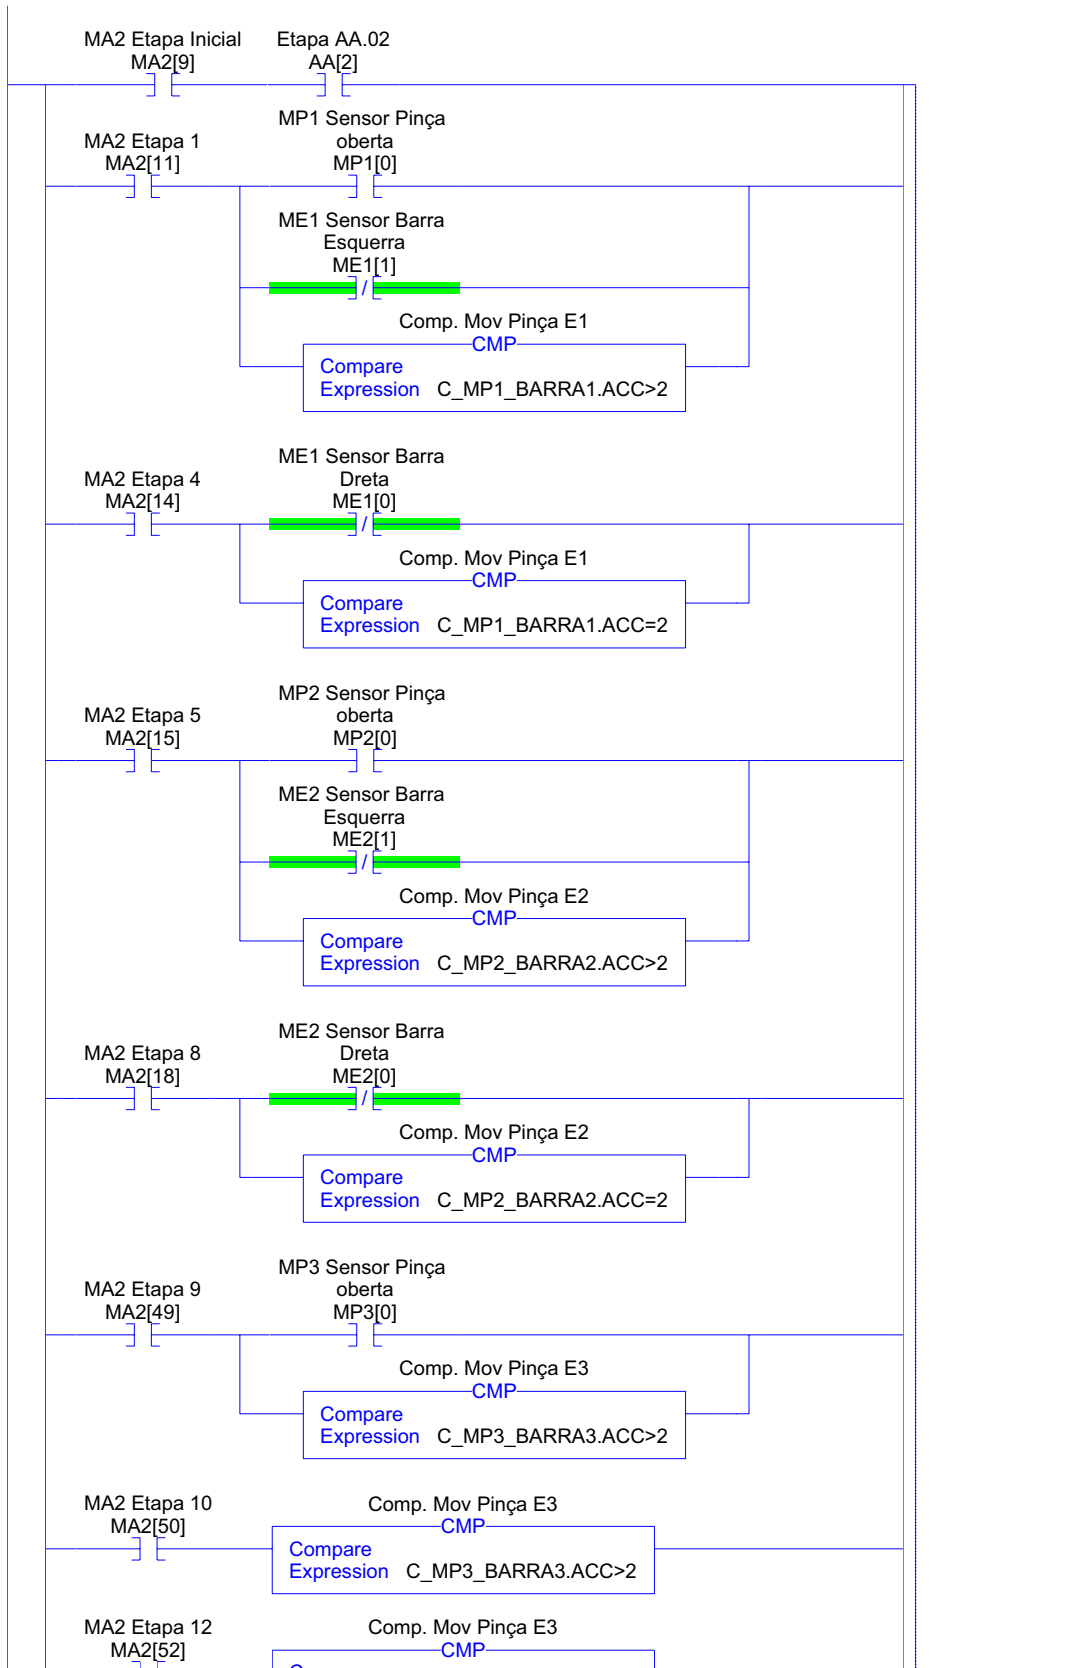 MA2 Etapa Inicial Etapa AA.02
MA2[9] AA[2]
MP1 Sensor Pinça
MA2 Etapa 1 oberta
MA2[11] MP1[0]
ME1 Sensor Barra
Esquerra
ME1[1]
/
Comp. Mov Pinça E1
CMP
Compare
Expression C_MP1_BARRA1.ACC>2
ME1 Sensor Barra
MA2 Etapa 4 Dreta
MA2[14] ME1[0]
/
Comp. Mov Pinça E1
CMP
Compare
Expression C_MP1_BARRA1.ACC=2
MP2 Sensor Pinça
MA2 Etapa 5 oberta
MA2[15] MP2[0]
ME2 Sensor Barra
Esquerra
ME2[1]
/
Comp. Mov Pinça E2
CMP
Compare
Expression C_MP2_BARRA2.ACC>2
ME2 Sensor Barra
MA2 Etapa 8 Dreta
MA2[18] ME2[0]
/
Comp. Mov Pinça E2
CMP
Compare
Expression C_MP2_BARRA2.ACC=2
MP3 Sensor Pinça
MA2 Etapa 9 oberta
MA2[49] MP3[0]
Comp. Mov Pinça E3
CMP
Compare
Expression C_MP3_BARRA3.ACC>2
MA2 Etapa 10 Comp. Mov Pinça E3
MA2[50] CMP
Compare
Expression C_MP3_BARRA3.ACC>2
MA2 Etapa 12 Comp. Mov Pinça E3
MA2[52] CMP